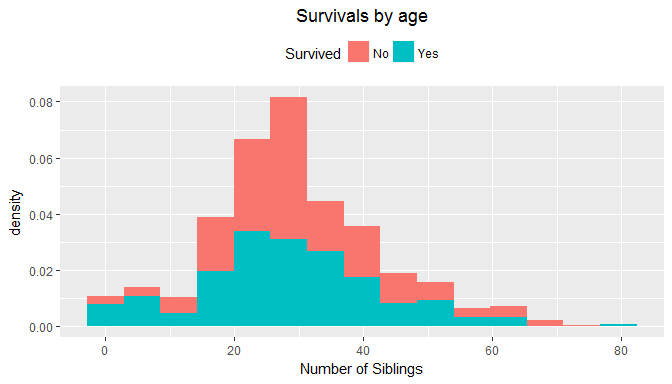 Survivals by age
Survived No Yes
0.08
0.06
0.04
0.02
0.00
density
0 20 40 60 80
Number of Siblings